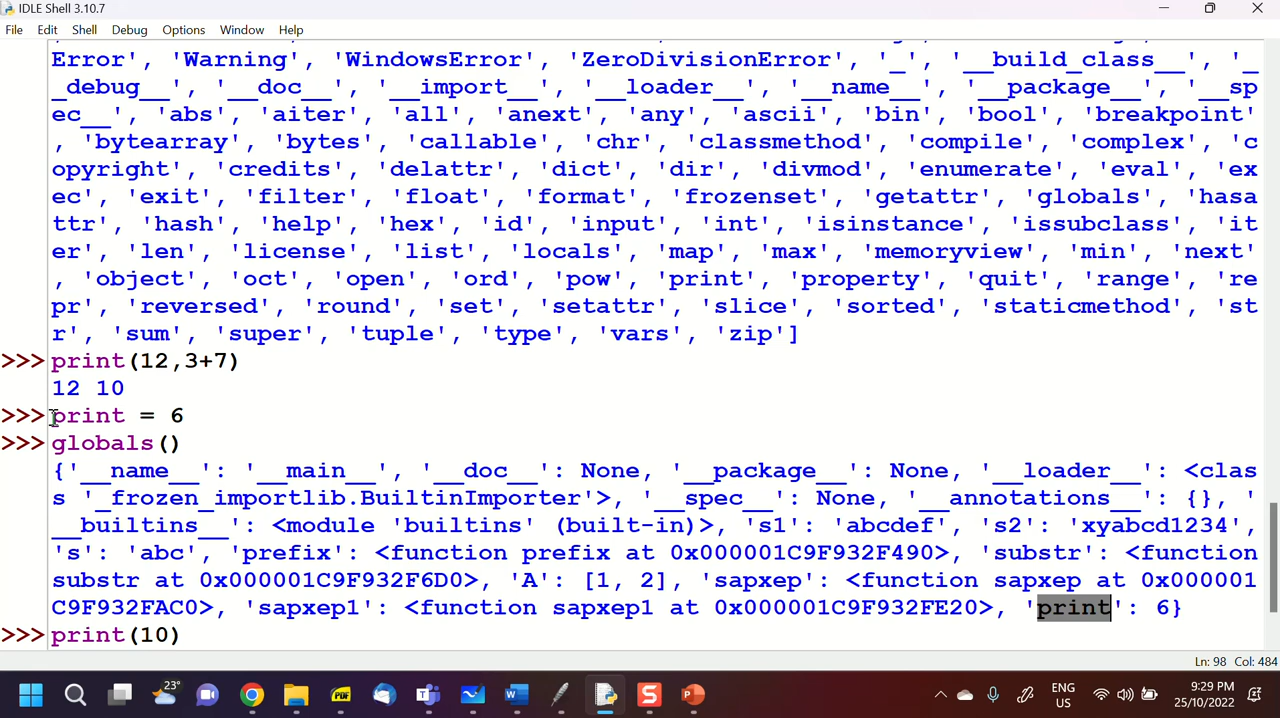 IDLE Shell 3.10.7
File Edit Shell Debug Options Window Help
Error', 'Warning', 'WindowsError', 'ZeroDivisionError', '_', '__build_class__', '_
_debug__', '__doc__', '__import__', '__loader__', '__name__', '__package__', '__sp
ec__', 'abs', 'aiter', 'all', 'anext', 'any', 'ascii', 'bin', 'bool', 'breakpoint'
, 'bytearray', 'bytes', 'callable', 'chr', 'classmethod', 'compile', 'complex', 'c
opyright', 'credits', 'delattr', 'dict', 'dir', 'divmod', 'enumerate', 'eval', 'ex
ec', 'exit', 'filter', 'float', 'format', 'frozenset', 'getattr', 'globals', 'hasa
ttr', 'hash', 'help', 'hex', 'id', 'input', 'int', 'isinstance', 'issubclass', 'it
er', 'len', 'license', 'list', 'locals', 'map', 'max', 'memoryview', 'min', 'next'
, 'object', 'oct', 'open', 'ord', 'pow', 'print', 'property', 'quit', 'range', 're
pr', 'reversed', 'round', 'set', 'setattr', 'slice', 'sorted', 'staticmethod', 'st
r', 'sum', 'super', 'tuple', 'type', 'vars', 'zip']
>>> print(12,3+7)
12 10
>>> print = 6
>>> globals()
{'__name__': '__main__', '__doc__': None, '__package__': None, '__loader__': <clas
s '_frozen_importlib.BuiltinImporter'>, '__spec__': None, '__annotations__': {}, '
__builtins__': <module 'builtins' (built-in)>, 's1': 'abcdef', 's2': 'xyabcd1234',
's': 'abc', 'prefix': <function prefix at 0x000001C9F932F490>, 'substr': <function
substr at 0x000001C9F932F6D0>, 'A': [1, 2], 'sapxep': <function sapxep at 0x000001
C9F932FAC0>, 'sapxep1': <function sapxep1 at 0x000001C9F932FE20>, 'print': 6}
>>> print(10)
Ln: 98 Col: 484
23°
PDF
ENG
US
9:29 PM
25/10/2022